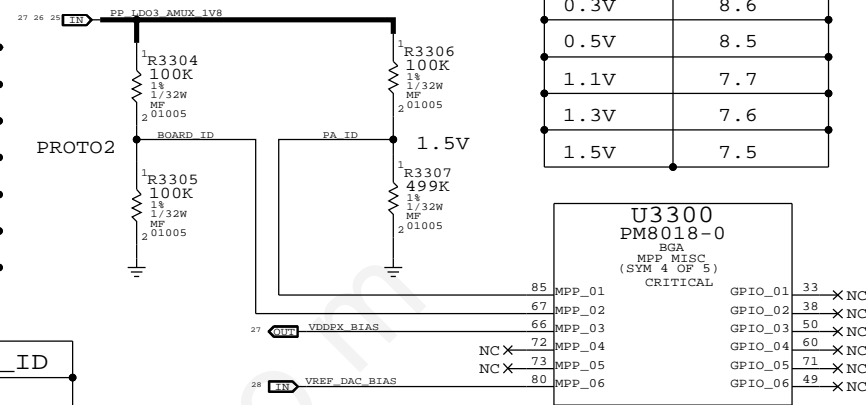 27 26 25 IN PP_LDO3_AMUX_1V8
0.3V 8.6
0.5V 8.5
1.1V 7.7
1.3V 7.6
1.5V 7.5
1
R3304
100K
1%
1/32W
MF
2 01005
1
R3306
100K
1%
1/32W
MF
2 01005
PROTO2
BOARD_ID
PA_ID
1.5V
1
R3305
100K
1%
1/32W
MF
2 01005
1
R3307
499K
1%
1/32W
MF
2 01005
U3300
PM8018-0
BGA
MPP MISC
(SYM 4 OF 5)
CRITICAL
85 MPP_01 GPIO_01 33 NC
67 MPP_02 GPIO_02 38 NC
27 OUT VDDPX_BIAS 66 MPP_03 GPIO_03 50 NC
NC 72 MPP_04 GPIO_04 60 NC
NC 73 MPP_05 GPIO_05 71 NC
28 IN VREF_DAC_BIAS 80 MPP_06 GPIO_06 49 NC
_ID
om